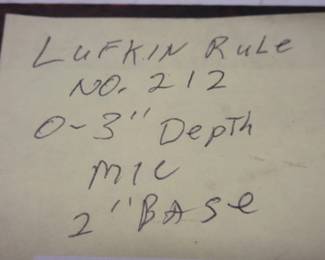 LUFKIN RULE
NO. 212
0-3" DEPTH
MIC
2" BASE